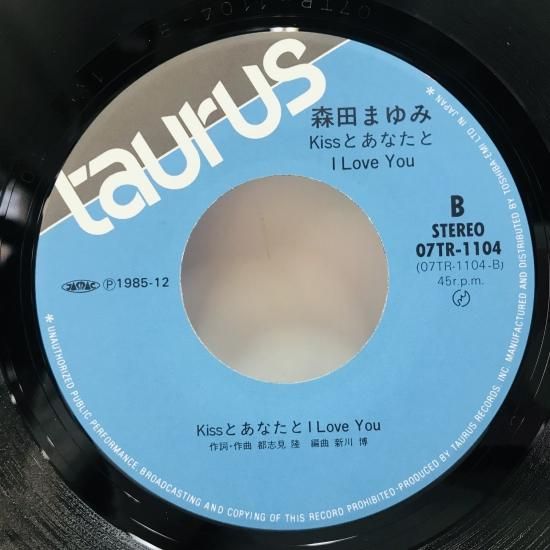 taurus
森田まゆみ
Kissとあなたと
I Love You
B
STEREO
07TR-1104
(07TR-1104-B)
45r.p.m.
JASRAC Ⓟ1985-12
Kissとあなたと I Love You
作詞・作曲 都志見 隆 編曲 新川 博
*UNAUTHORIZED PUBLIC PERFORMANCE BROADCASTING AND COPYING OF THIS RECORD PROHIBITED・PRODUCED BY TAURUS RECORDS INC MANUFACTURED AND DISTRIBUTED BY TOSHIBA-EMI LTD IN JAPAN*